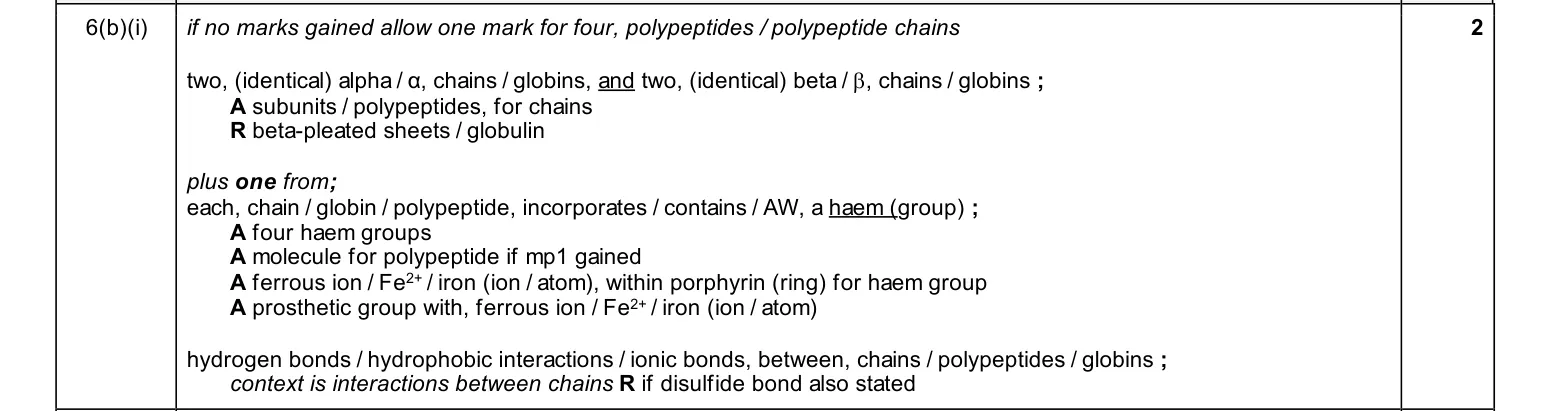 6(b)(i) if no marks gained allow one mark for four, polypeptides / polypeptide chains 2
two, (identical) alpha / α, chains / globins, and two, (identical) beta / β, chains / globins ;
A subunits / polypeptides, for chains
R beta-pleated sheets / globulin
plus one from;
each, chain / globin / polypeptide, incorporates / contains / AW, a haem (group) ;
A four haem groups
A molecule for polypeptide if mp1 gained
A ferrous ion / Fe²⁺ / iron (ion / atom), within porphyrin (ring) for haem group
A prosthetic group with, ferrous ion / Fe²⁺ / iron (ion / atom)
hydrogen bonds / hydrophobic interactions / ionic bonds, between, chains / polypeptides / globins ;
context is interactions between chains R if disulfide bond also stated